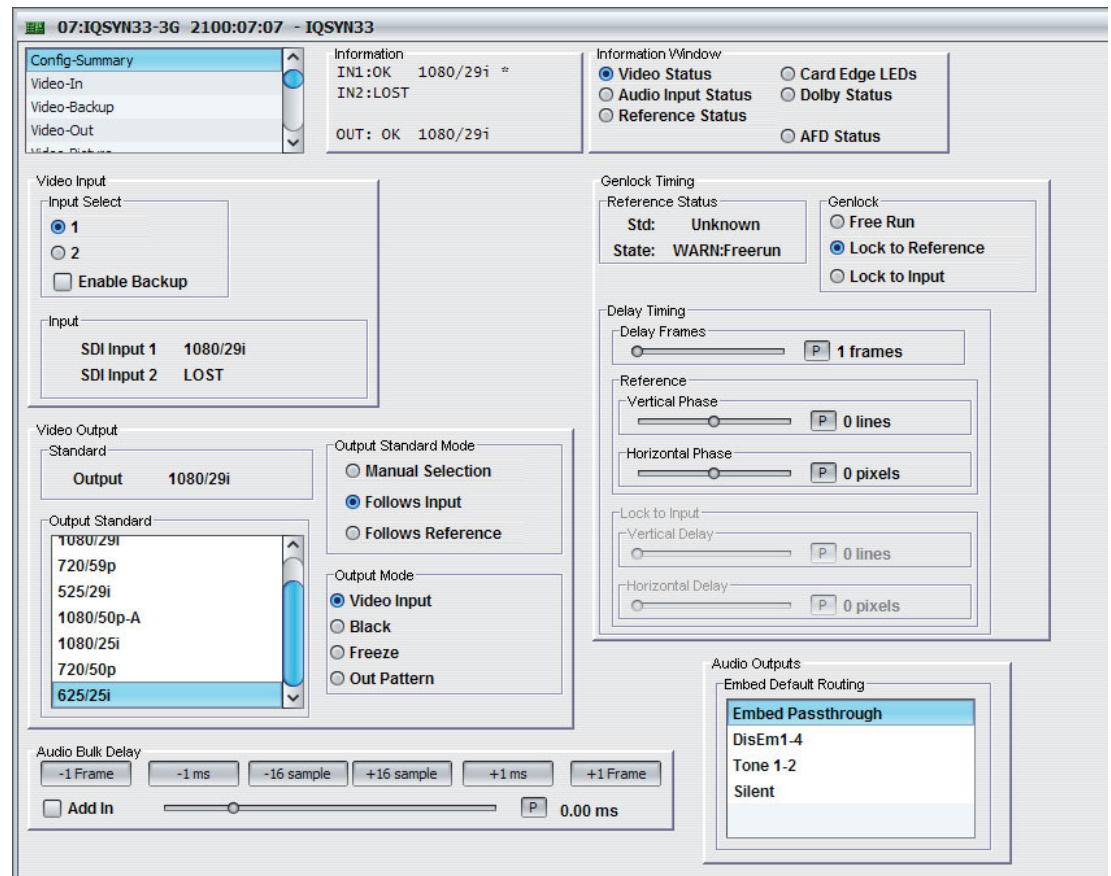 07:IQSYN33-3G 2100:07:07 - IQSYN33
Config-Summary
Video-In
Video-Backup
Video-Out
Video-Picture
Information
IN1:OK 1080/29i *
IN2:LOST
OUT: OK 1080/29i
Information Window
Video Status
Audio Input Status
Reference Status
Card Edge LEDs
Dolby Status
AFD Status
Video Input
Input Select
1
2
Enable Backup
Input
SDI Input 1 1080/29i
SDI Input 2 LOST
Video Output
Standard
Output 1080/29i
Output Standard
1080/29i
720/59p
525/29i
1080/50p-A
1080/25i
720/50p
625/25i
Output Standard Mode
Manual Selection
Follows Input
Follows Reference
Output Mode
Video Input
Black
Freeze
Out Pattern
Audio Bulk Delay
-1 Frame -1 ms -16 sample +16 sample +1 ms +1 Frame
Add In P 0.00 ms
Genlock Timing
Reference Status
Std: Unknown
State: WARN:Freerun
Genlock
Free Run
Lock to Reference
Lock to Input
Delay Timing
Delay Frames
P 1 frames
Reference
Vertical Phase
P 0 lines
Horizontal Phase
P 0 pixels
Lock to Input
Vertical Delay
P 0 lines
Horizontal Delay
P 0 pixels
Audio Outputs
Embed Default Routing
Embed Passthrough
DisEm1-4
Tone 1-2
Silent